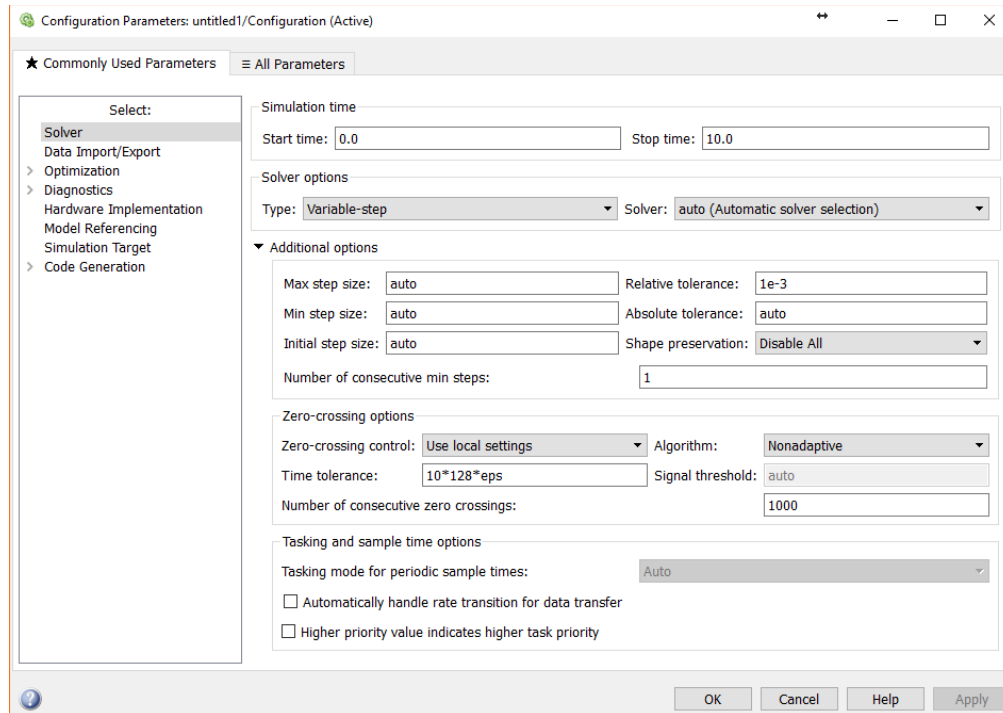 Configuration Parameters: untitled1/Configuration (Active)
★ Commonly Used Parameters
≡ All Parameters
Select:
Solver
Data Import/Export
Optimization
Diagnostics
Hardware Implementation
Model Referencing
Simulation Target
Code Generation
Simulation time
Start time: 0.0 Stop time: 10.0
Solver options
Type: Variable-step Solver: auto (Automatic solver selection)
Additional options
Max step size: auto Relative tolerance: 1e-3
Min step size: auto Absolute tolerance: auto
Initial step size: auto Shape preservation: Disable All
Number of consecutive min steps: 1
Zero-crossing options
Zero-crossing control: Use local settings Algorithm: Nonadaptive
Time tolerance: 10*128*eps Signal threshold: auto
Number of consecutive zero crossings: 1000
Tasking and sample time options
Tasking mode for periodic sample times: Auto
Automatically handle rate transition for data transfer
Higher priority value indicates higher task priority
OK Cancel Help Apply